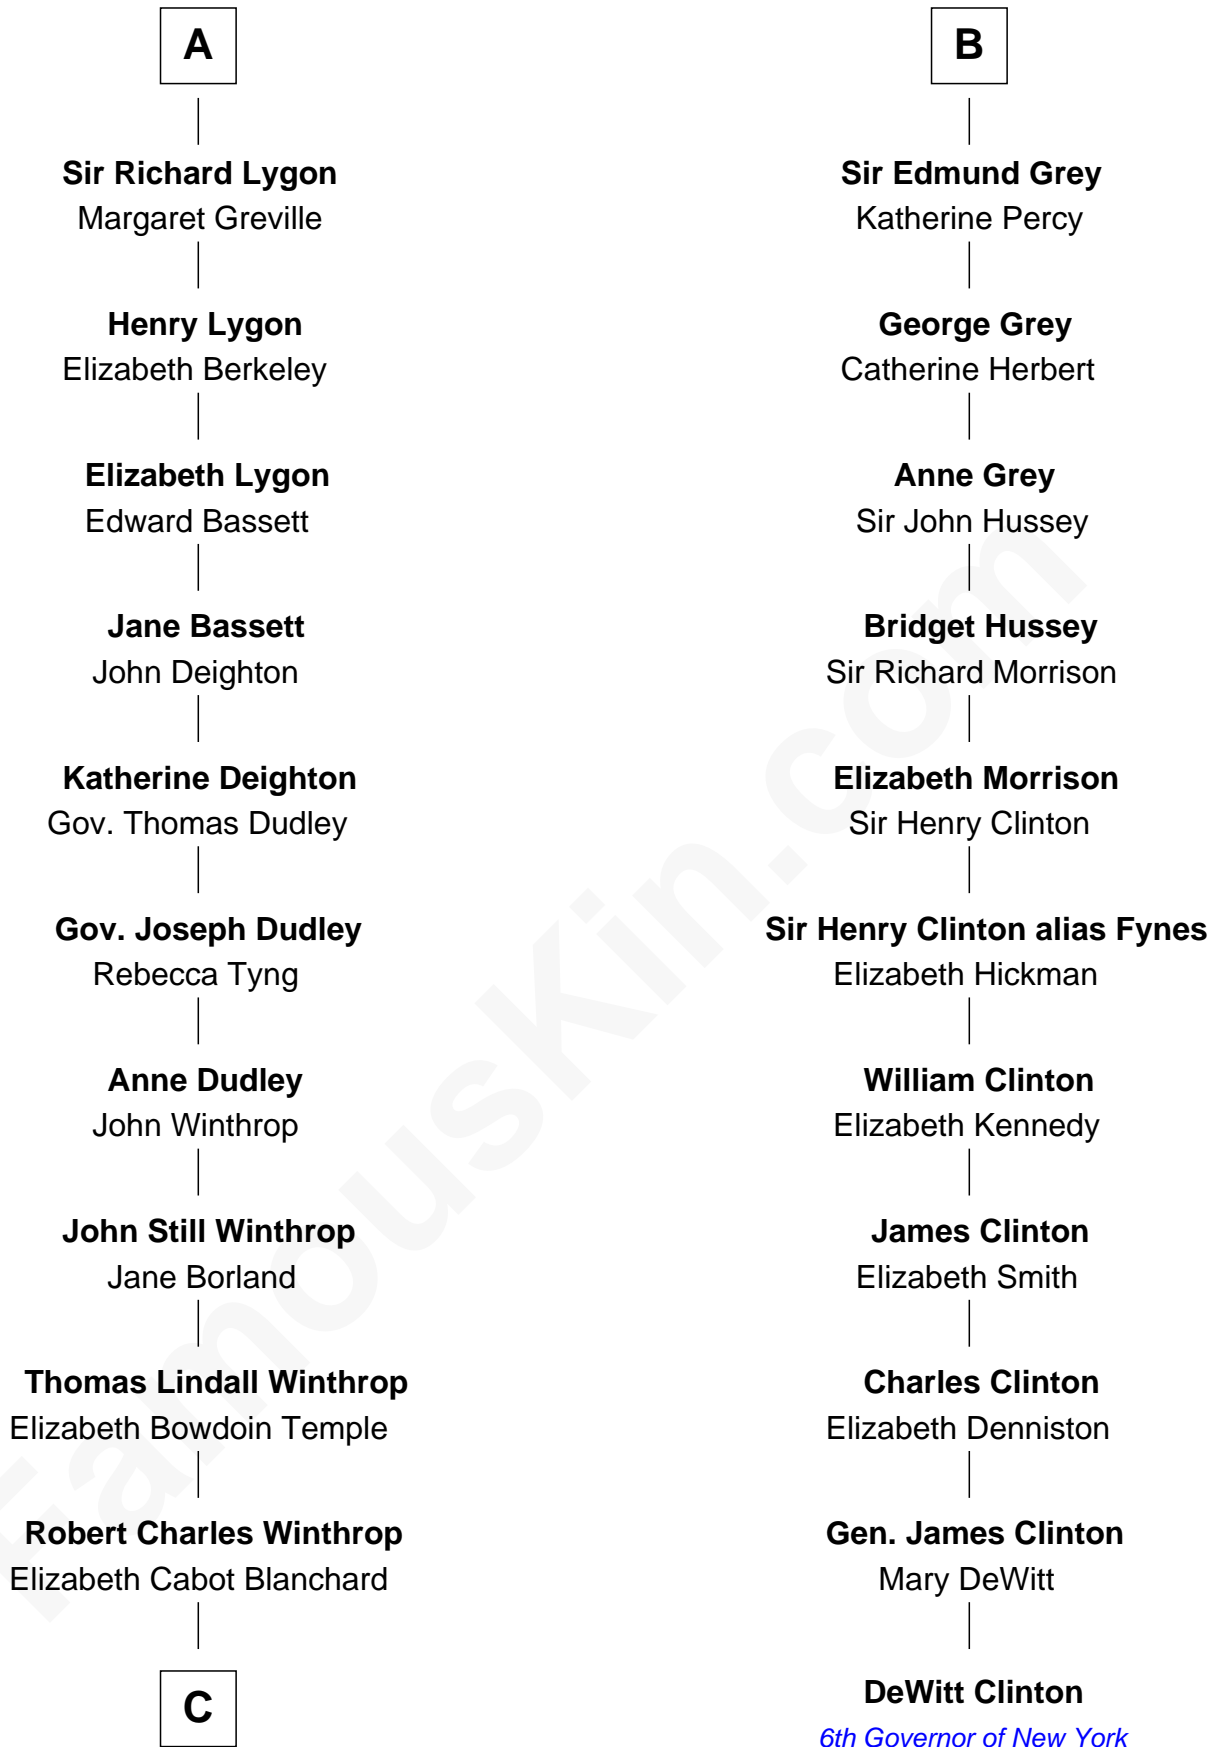 A
Sir Richard Lygon
Margaret Greville
Henry Lygon
Elizabeth Berkeley
Elizabeth Lygon
Edward Bassett
Jane Bassett
John Deighton
Katherine Deighton
Gov. Thomas Dudley
Gov. Joseph Dudley
Rebecca Tyng
Anne Dudley
John Winthrop
John Still Winthrop
Jane Borland
Thomas Lindall Winthrop
Elizabeth Bowdoin Temple
Robert Charles Winthrop
Elizabeth Cabot Blanchard
C
B
Sir Edmund Grey
Katherine Percy
George Grey
Catherine Herbert
Anne Grey
Sir John Hussey
Bridget Hussey
Sir Richard Morrison
Elizabeth Morrison
Sir Henry Clinton
Sir Henry Clinton alias Fynes
Elizabeth Hickman
William Clinton
Elizabeth Kennedy
James Clinton
Elizabeth Smith
Charles Clinton
Elizabeth Denniston
Gen. James Clinton
Mary DeWitt
DeWitt Clinton
6th Governor of New York
FamousKin.com